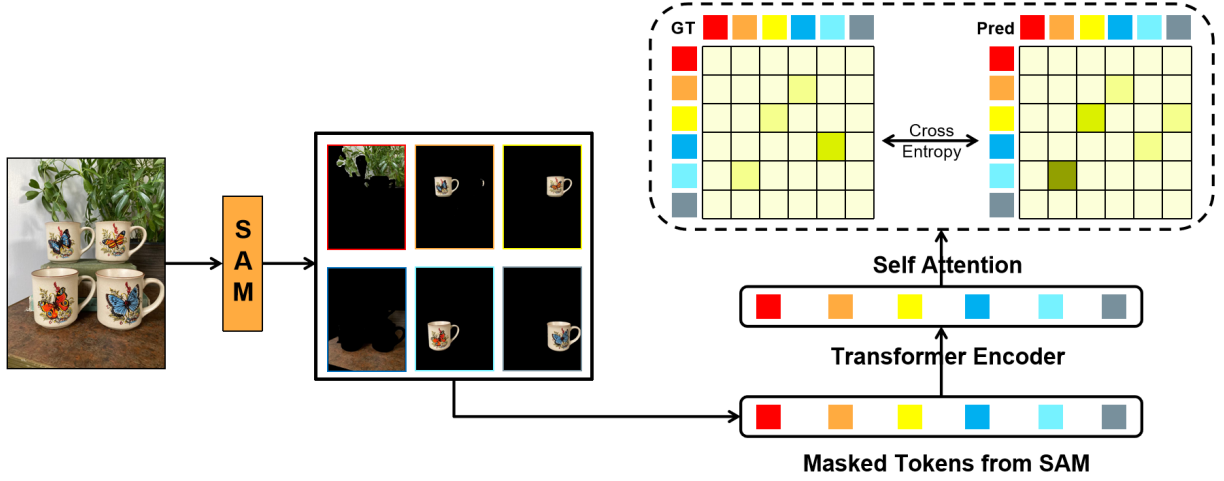 GT
Pred
Cross
Entropy
S
A
M
Self Attention
Transformer Encoder
Masked Tokens from SAM